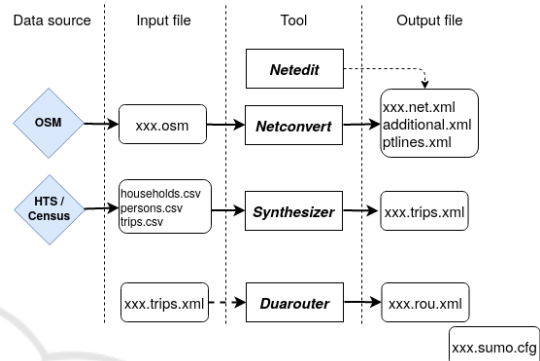 Data source
Input file
Tool
Output file
Netedit
OSM
xxx.osm
Netconvert
xxx.net.xml
additional.xml
ptlines.xml
HTS /
Census
households.csv
persons.csv
trips.csv
Synthesizer
xxx.trips.xml
xxx.trips.xml
Duarouter
xxx.rou.xml
xxx.sumo.cfg